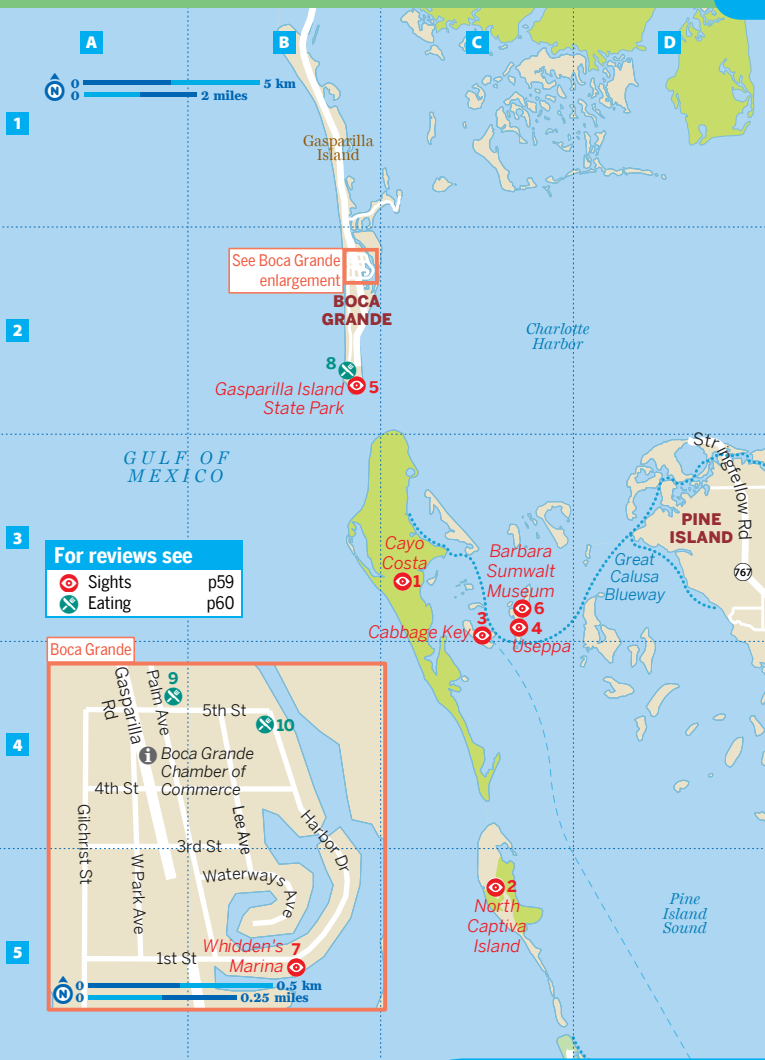 A
B
C
D
N
0
5 km
0
2 miles
1
Gasparilla
Island
See Boca Grande
enlargement
BOCA
GRANDE
2
Charlotte
Harbor
8
Gasparilla Island
5
State Park
GULF OF
MEXICO
Stringfellow Rd
PINE
ISLAND
3
Cayo
Costa
1
Barbara
Sumwalt
Museum
6
Great
Calusa
Blueway
767
For reviews see
Sights p59
Eating p60
Cabbage Key
3
4
Useppa
Boca Grande
9
Palm Ave
Gasparilla
Rd
5th St
10
4
i
Boca Grande
Chamber of
Commerce
4th St
Gilchrist St
Lee Ave
Harbor Dr
3rd St
W Park Ave
Waterways Ave
2
North
Captiva
Island
Pine
Island
Sound
5
Whidden's
Marina
7
1st St
N
0
0.5 km
0
0.25 miles